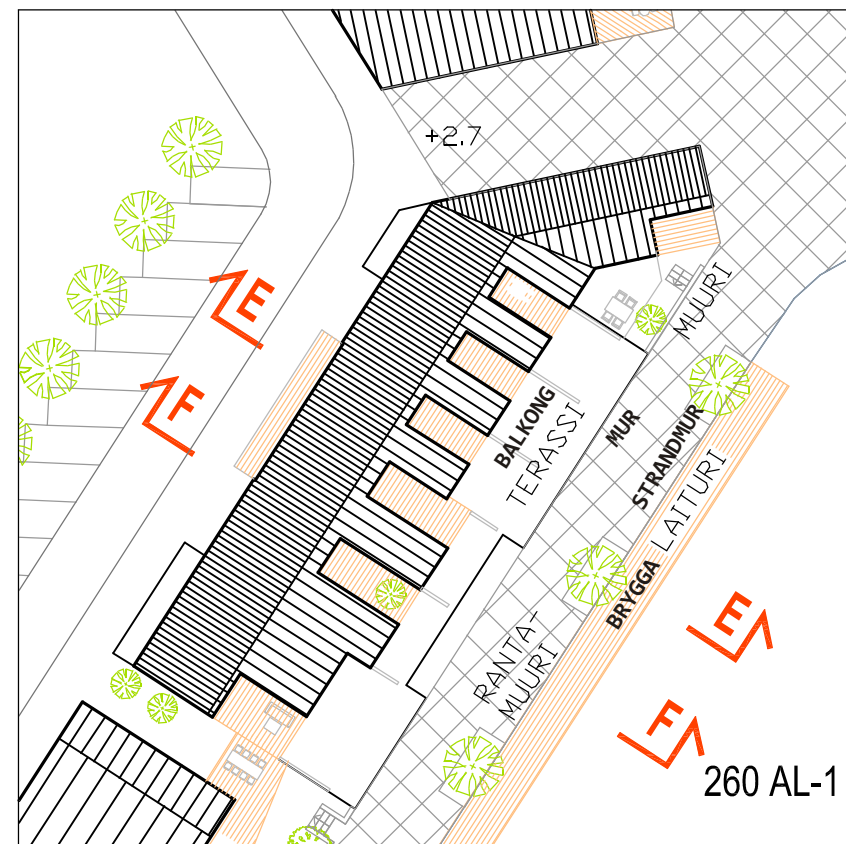 +2.7
E
F
MUURI
BALKONG
TERASSI
MUR
STRANDMUR
BRYGGA LAITURI
RANTA-
MUURI
E
F
260 AL-1